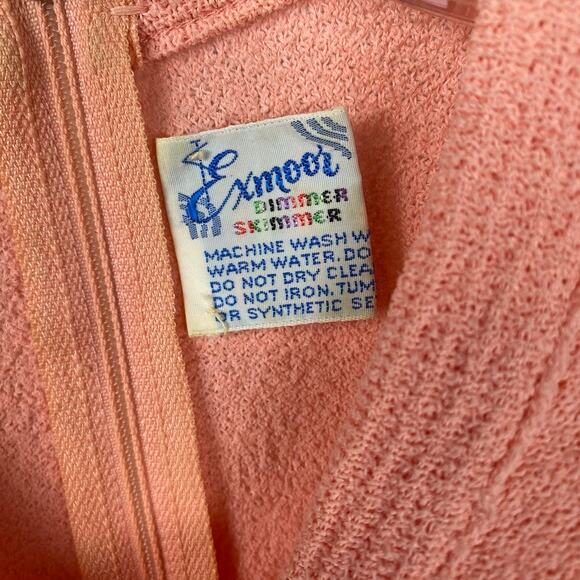 Exmoor
DIMMER
SKIMMER
MACHINE WASH W
WARM WATER. DO
DO NOT DRY CLEA
DO NOT IRON. TUM
OR SYNTHETIC SE